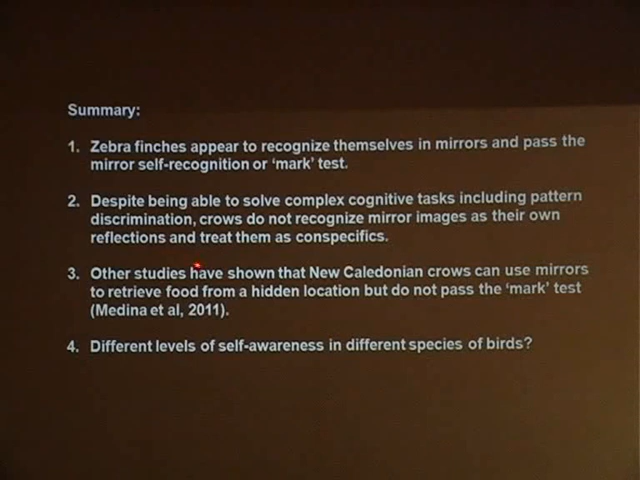 Summary:
1. Zebra finches appear to recognize themselves in mirrors and pass the
mirror self-recognition or ‘mark’ test.
2. Despite being able to solve complex cognitive tasks including pattern
discrimination, crows do not recognize mirror images as their own
reflections and treat them as conspecifics.
3. Other studies have shown that New Caledonian crows can use mirrors
to retrieve food from a hidden location but do not pass the ‘mark’ test
(Medina et al, 2011).
4. Different levels of self-awareness in different species of birds?